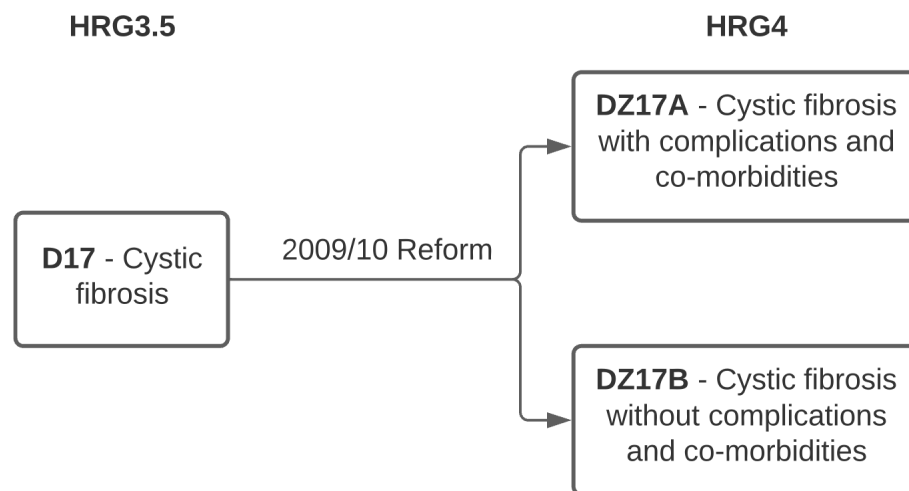 HRG3.5
HRG4
DZ17A - Cystic fibrosis
with complications and
co-morbidities
D17 - Cystic
fibrosis
2009/10 Reform
DZ17B - Cystic fibrosis
without complications
and co-morbidities